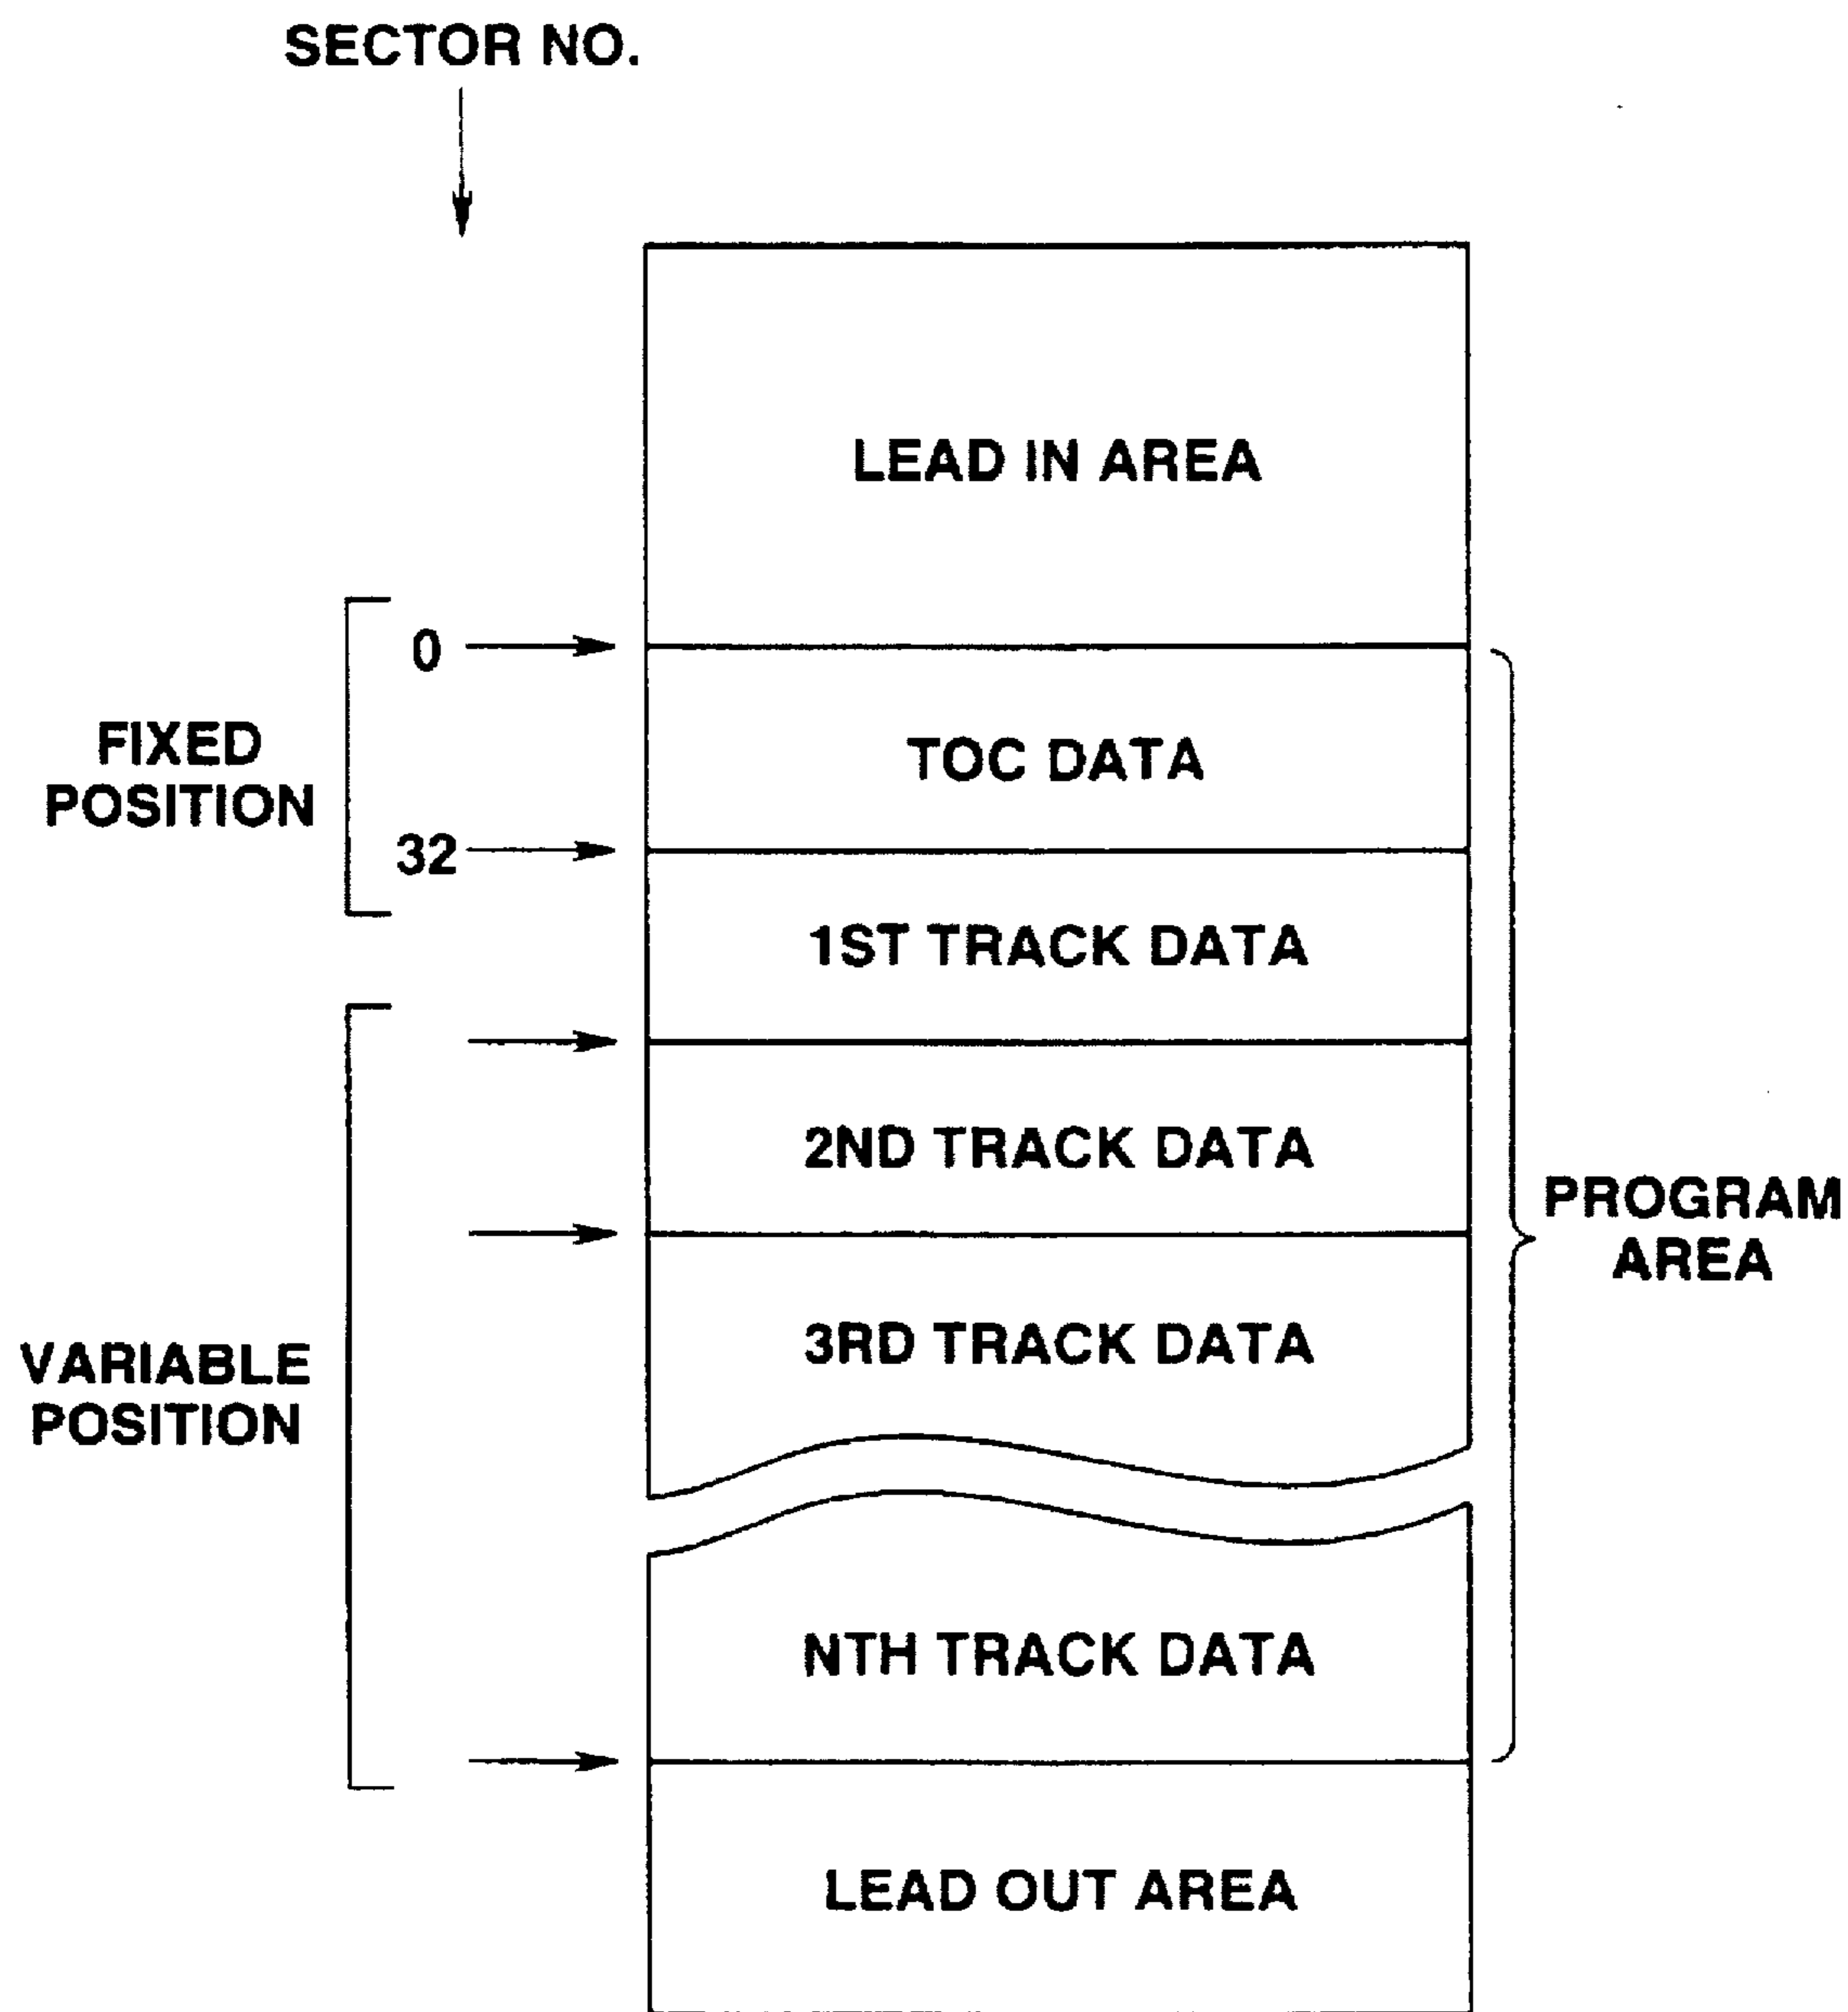 SECTOR NO.
LEAD IN AREA
0
FIXED
POSITION
TOC DATA
32
1ST TRACK DATA
2ND TRACK DATA
PROGRAM
AREA
3RD TRACK DATA
VARIABLE
POSITION
NTH TRACK DATA
LEAD OUT AREA